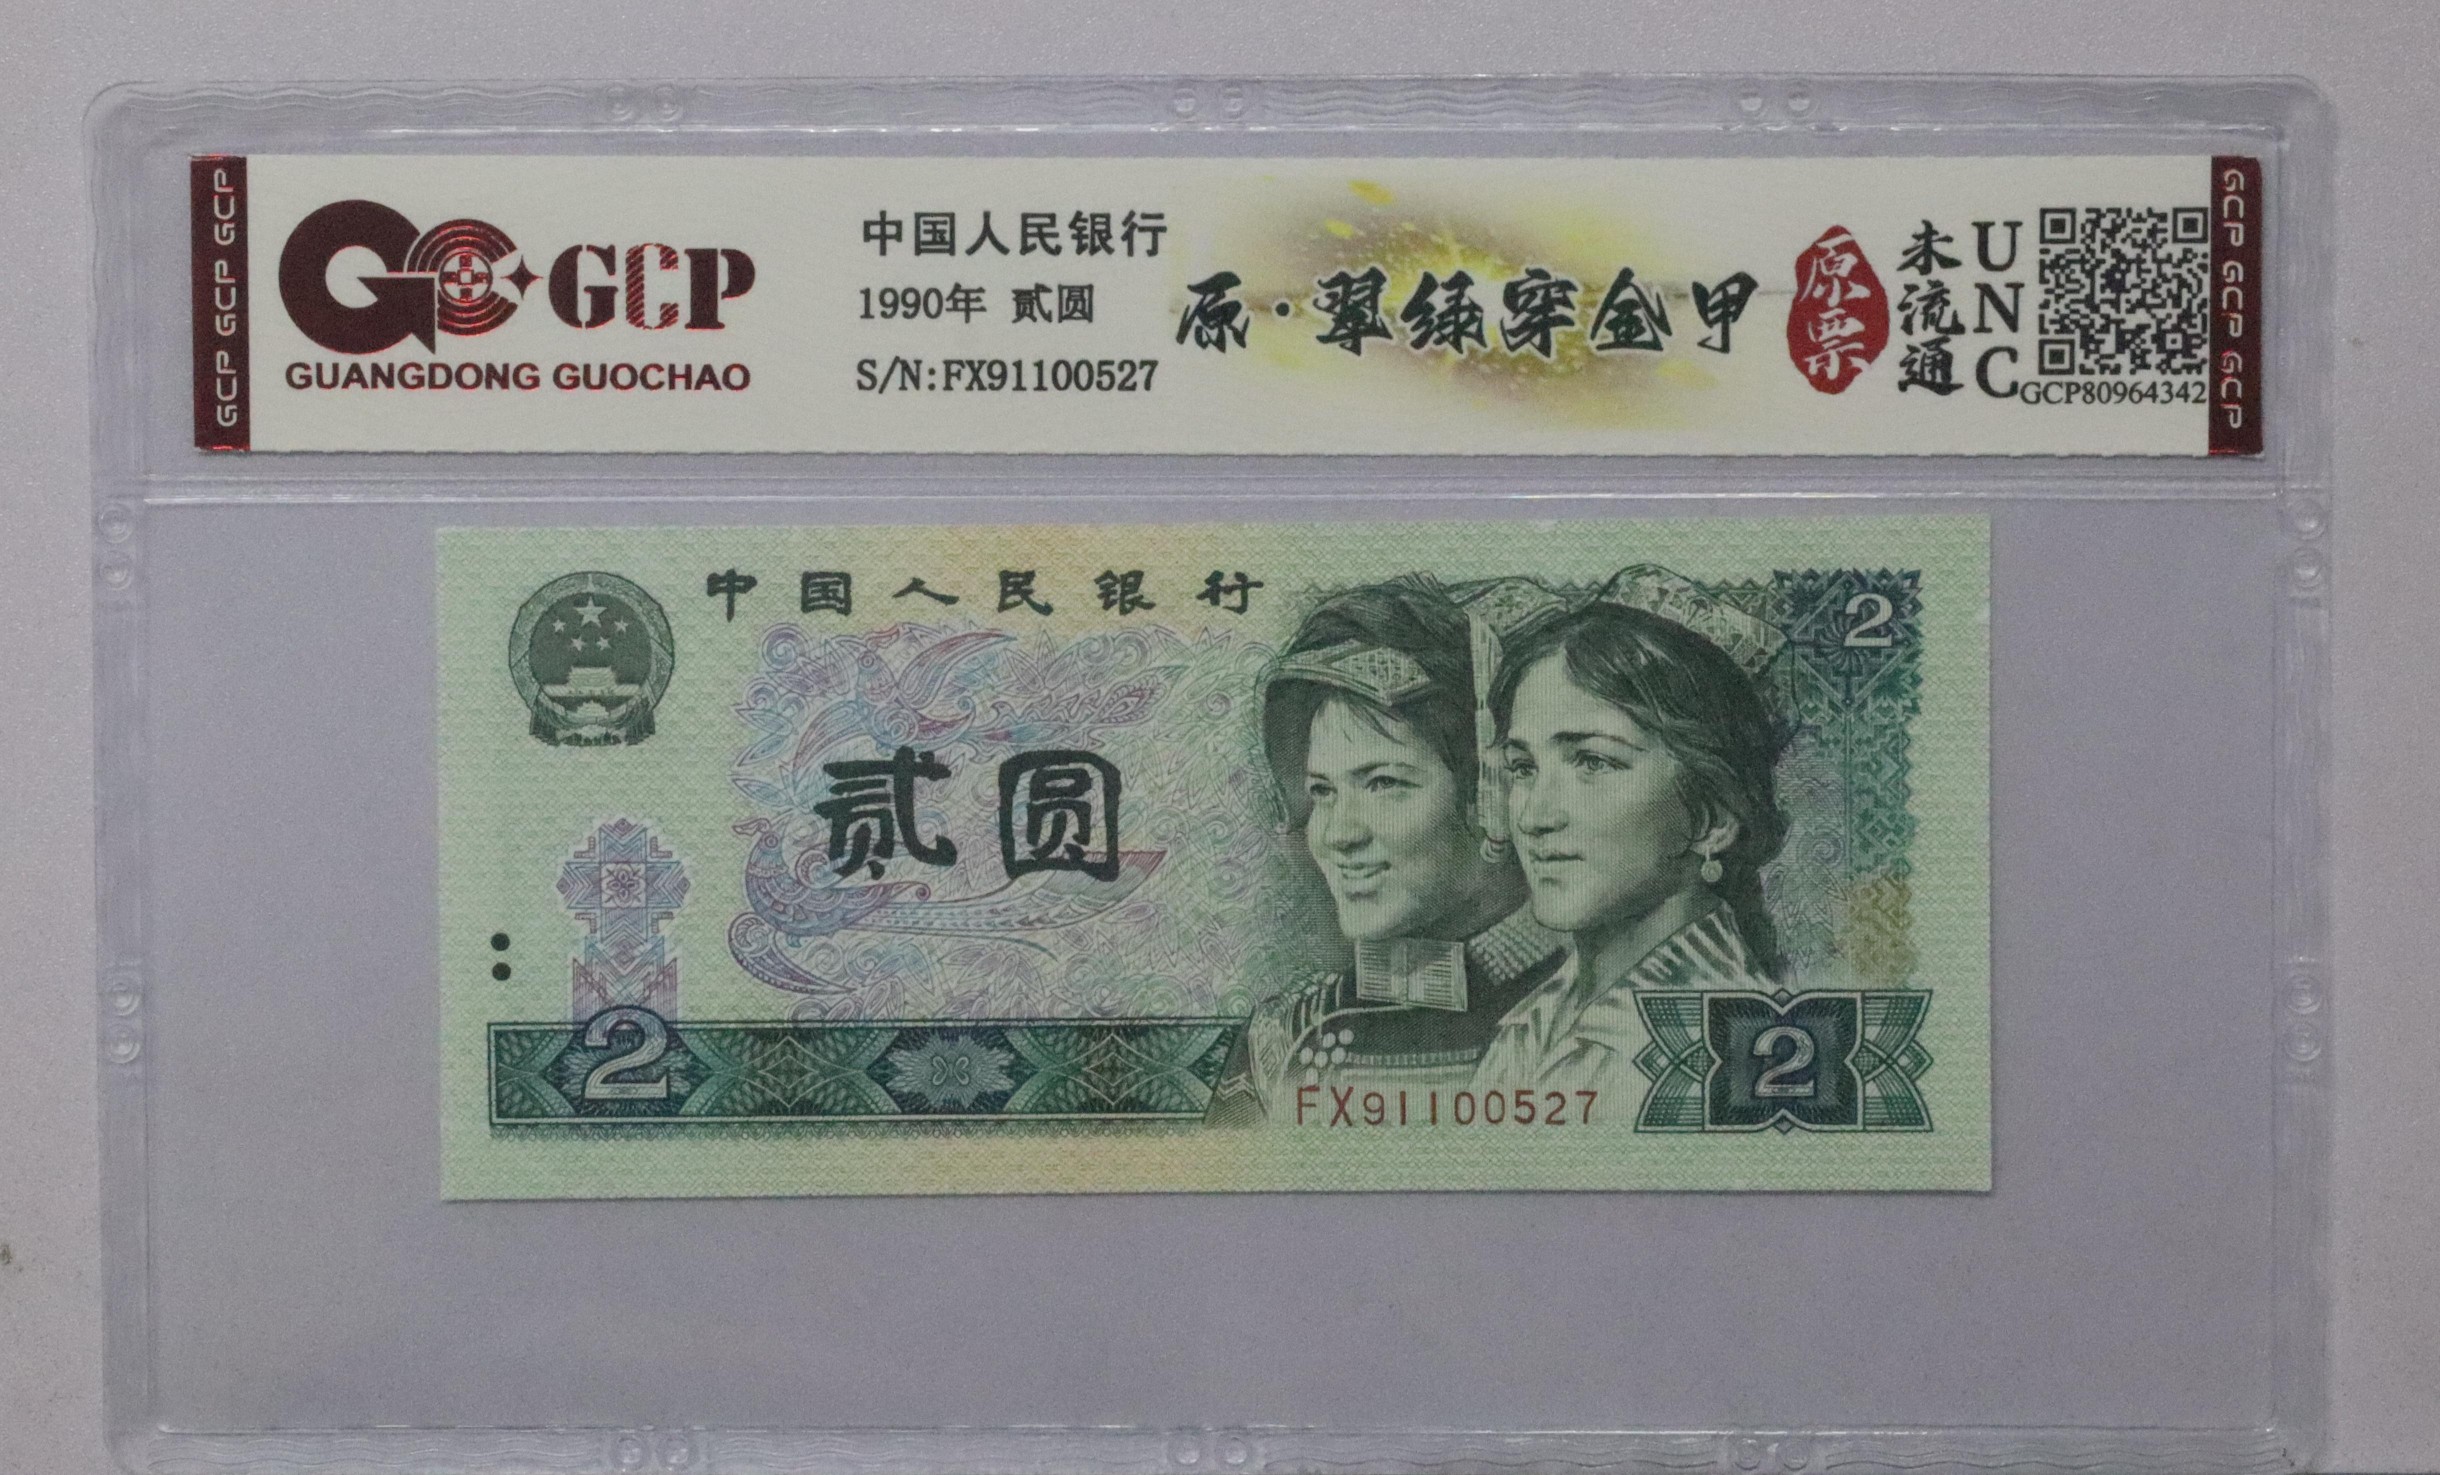 GCP GCP GCP
GCP
GUANGDONG GUOCHAO
中国人民银行
1990年 贰圆
S/N:FX91100527
原·翠绿穿金甲
原票
未流通
UNC
GCP80964342
GCP GCP GCP
中国人民银行
2
贰圆
2
FX91100527
2